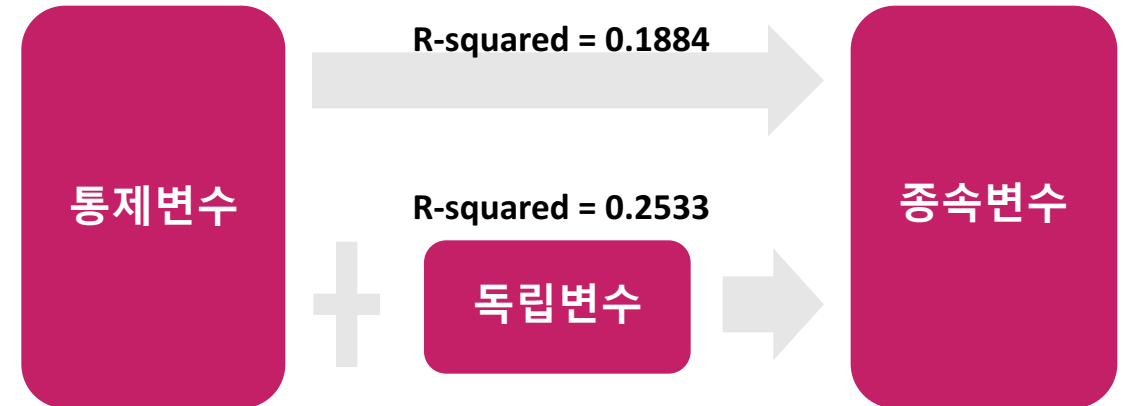 R-squared = 0.1884
통제변수
R-squared = 0.2533
독립변수
종속변수